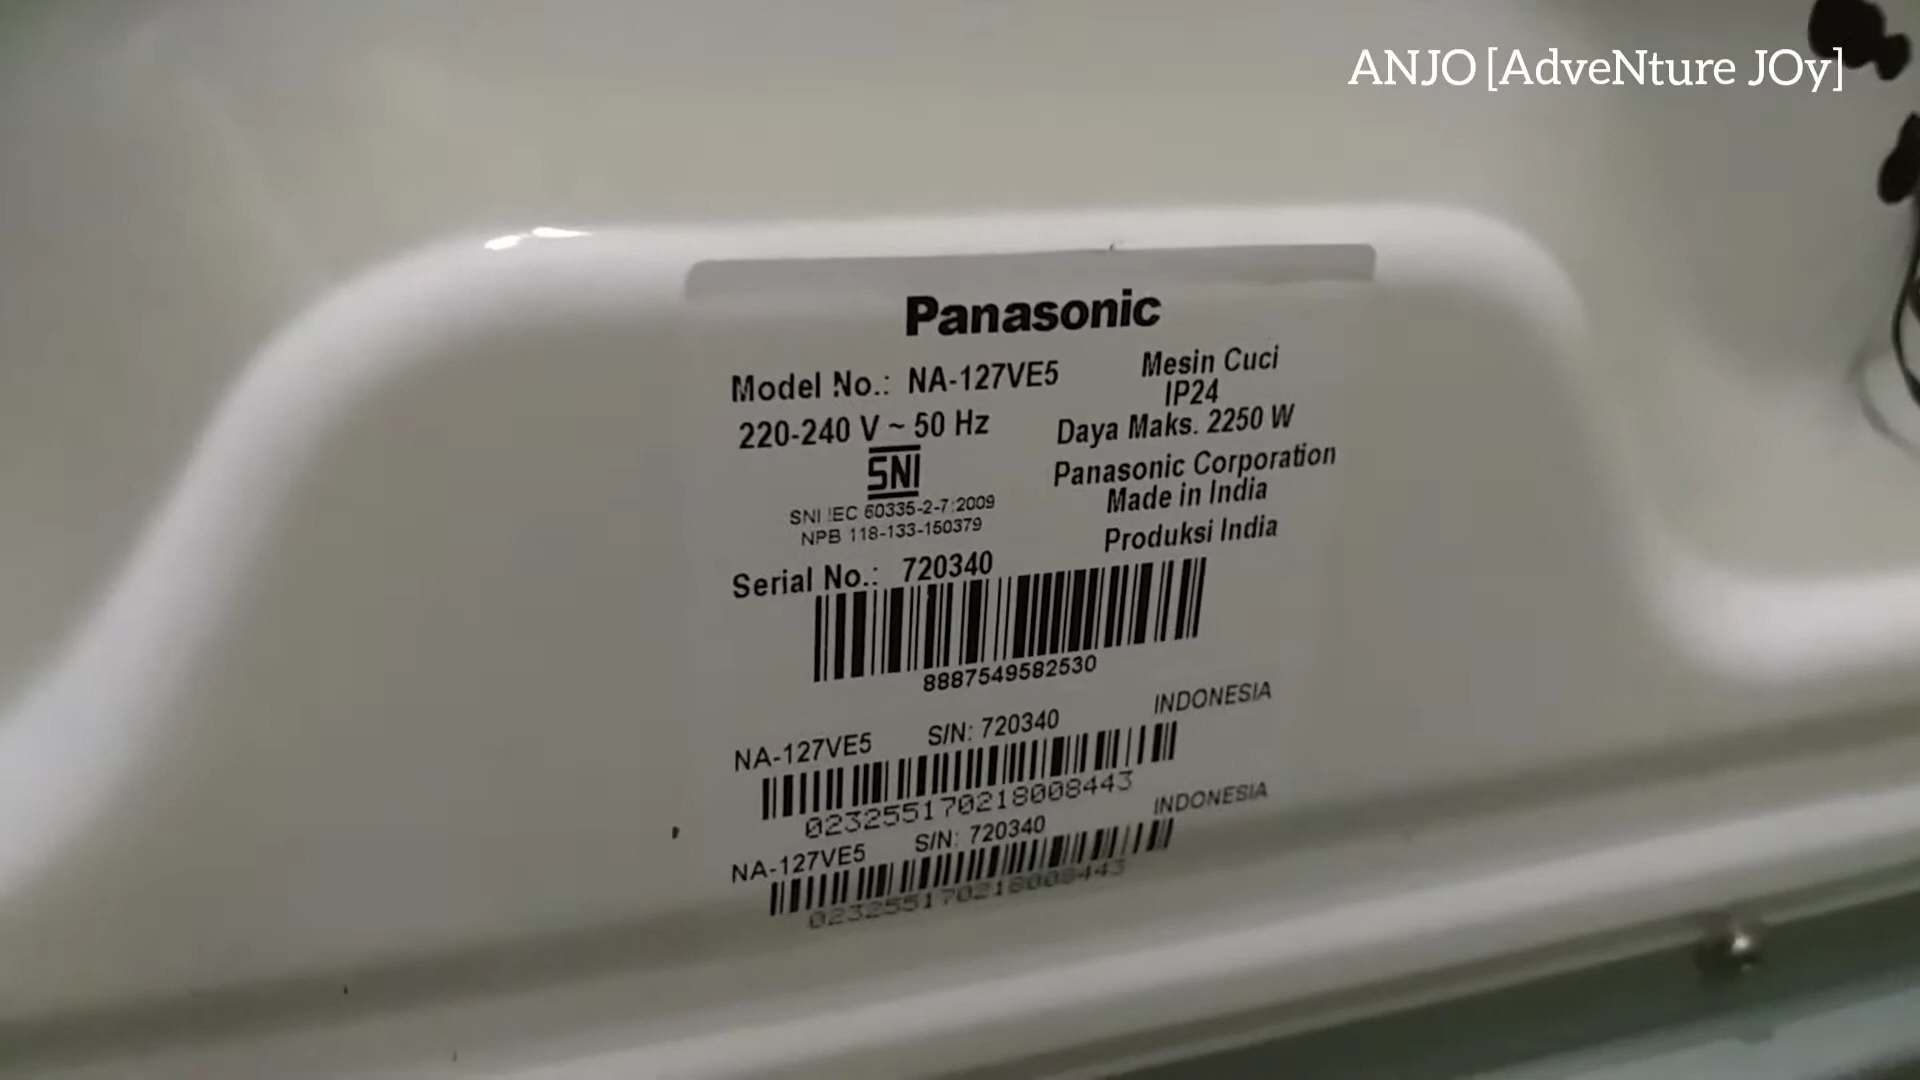 ANJO [AdveNture JOy]
Panasonic
Model No.: NA-127VE5
Mesin Cuci
IP24
220-240 V ~ 50 Hz
Daya Maks. 2250 W
SNI
Panasonic Corporation
Made in India
SNI IEC 60335-2-7:2009
NPB 118-133-150379
Produksi India
Serial No.: 720340
8887549582530
NA-127VE5 S/N: 720340 INDONESIA
023255170218008443
NA-127VE5 S/N: 720340 INDONESIA
023255170218008443